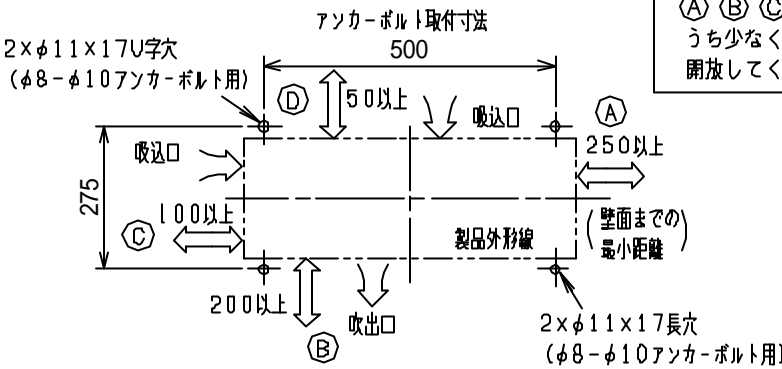 アンカーボルト取付寸法
500
2×φ11×17U字穴
(φ8-φ10アンカーボルト用)
Ⓐ Ⓑ Ⓒ
うち少なく
開放してく
Ⓓ
50以上
吸込口
Ⓐ
250以上
吸込口
275
100以上
Ⓒ
製品外形線
(壁面までの
最小距離)
200以上
Ⓑ
吹出口
2×φ11×17長穴
(φ8-φ10アンカーボルト用)